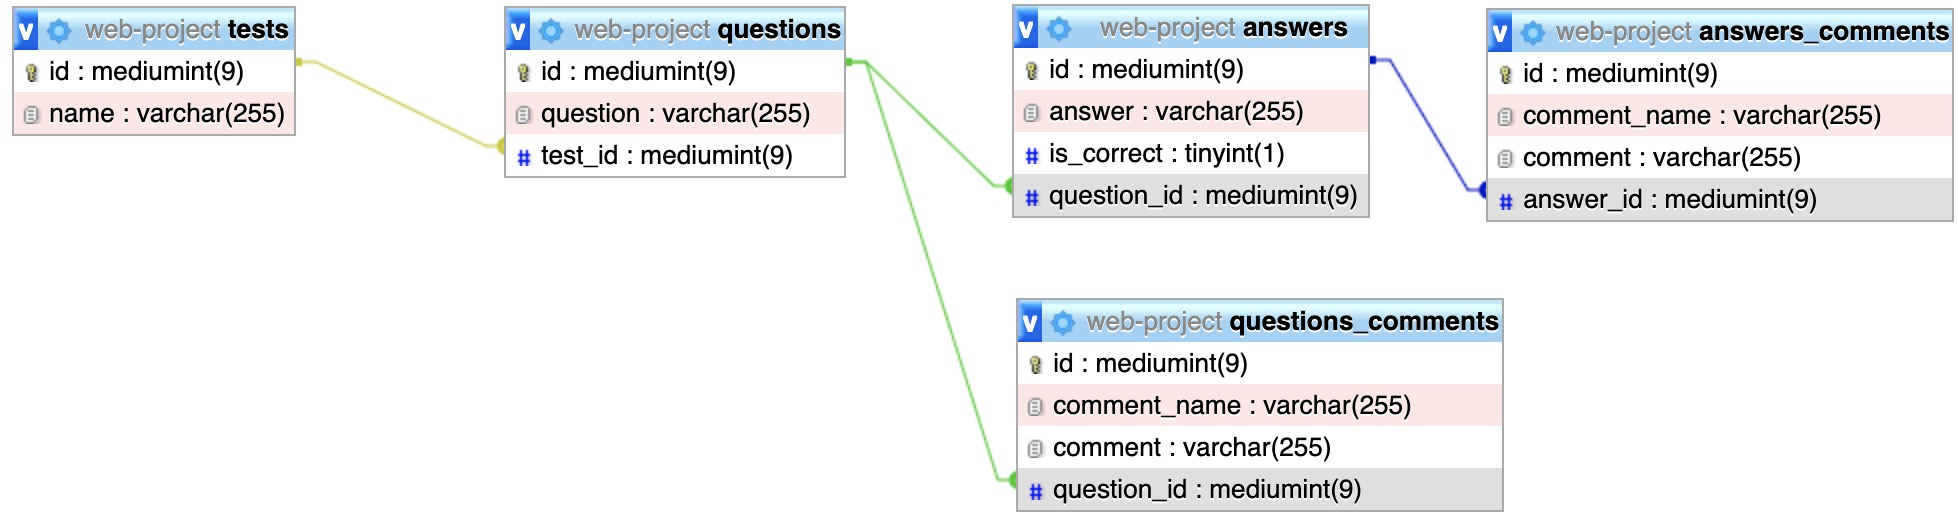 v web-project tests
id : mediumint(9)
name : varchar(255)
v web-project questions
id : mediumint(9)
question : varchar(255)
# test_id : mediumint(9)
v web-project answers
id : mediumint(9)
answer : varchar(255)
# is_correct : tinyint(1)
# question_id : mediumint(9)
v web-project answers_comments
id : mediumint(9)
comment_name : varchar(255)
comment : varchar(255)
# answer_id : mediumint(9)
v web-project questions_comments
id : mediumint(9)
comment_name : varchar(255)
comment : varchar(255)
# question_id : mediumint(9)